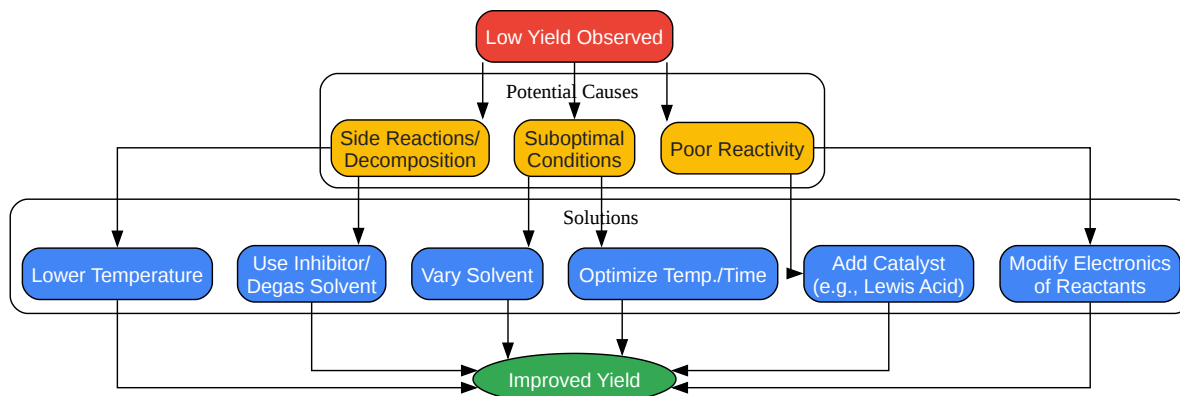 Low Yield Observed
Potential Causes
Side Reactions/
Decomposition
Suboptimal
Conditions
Poor Reactivity
Solutions
Lower Temperature
Use Inhibitor/
Degas Solvent
Vary Solvent
Optimize Temp./Time
Add Catalyst
(e.g., Lewis Acid)
Modify Electronics
of Reactants
Improved Yield